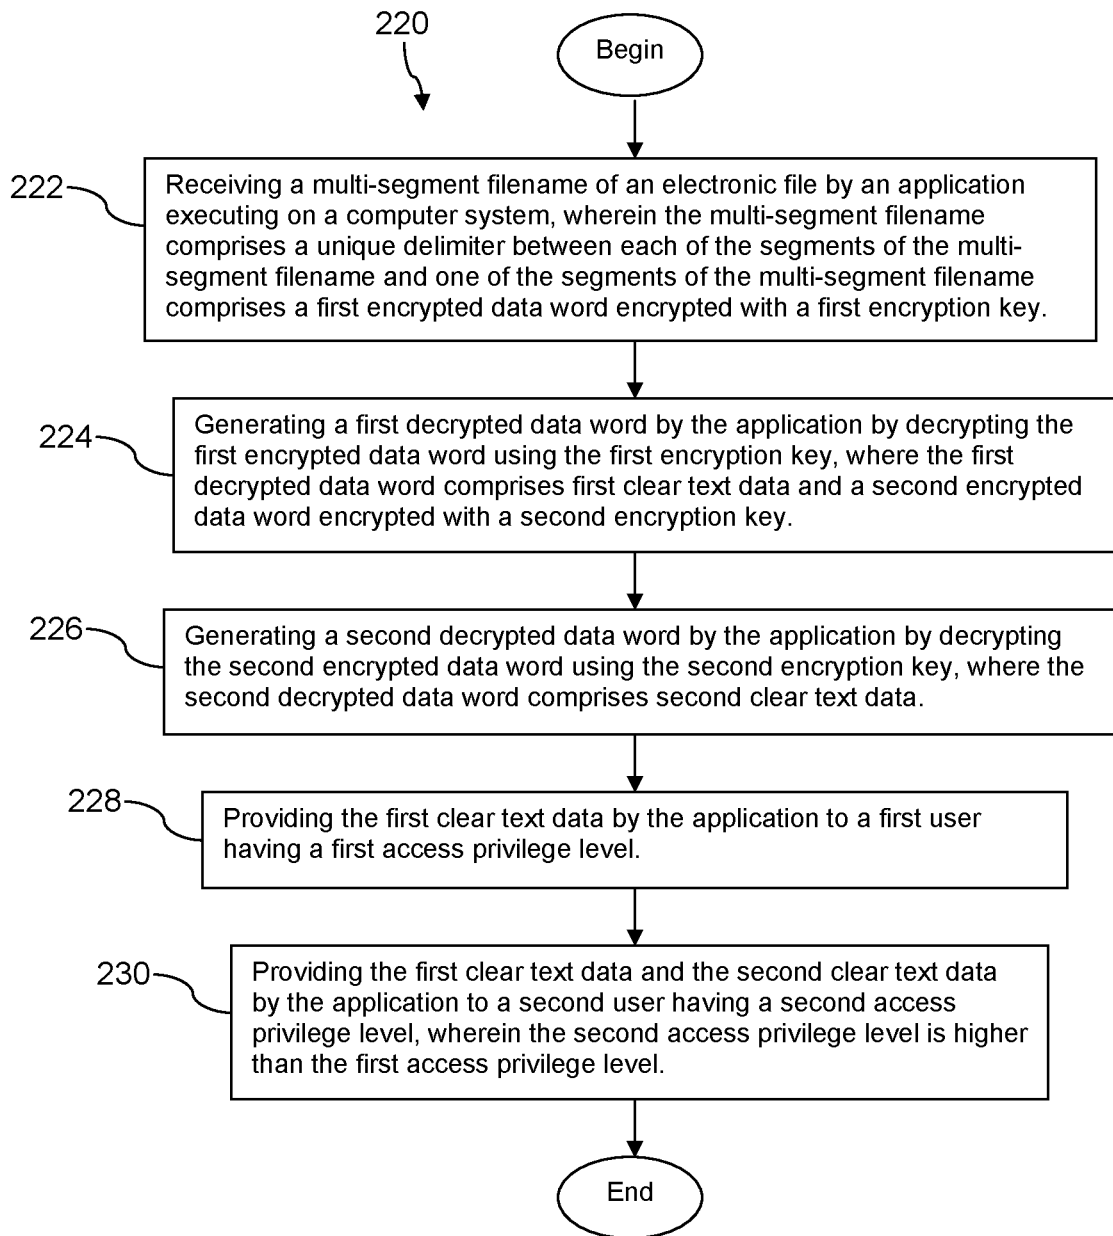 220
Begin
222
Receiving a multi-segment filename of an electronic file by an application
executing on a computer system, wherein the multi-segment filename
comprises a unique delimiter between each of the segments of the multi-
segment filename and one of the segments of the multi-segment filename
comprises a first encrypted data word encrypted with a first encryption key.
224
Generating a first decrypted data word by the application by decrypting the
first encrypted data word using the first encryption key, where the first
decrypted data word comprises first clear text data and a second encrypted
data word encrypted with a second encryption key.
226
Generating a second decrypted data word by the application by decrypting
the second encrypted data word using the second encryption key, where the
second decrypted data word comprises second clear text data.
228
Providing the first clear text data by the application to a first user
having a first access privilege level.
230
Providing the first clear text data and the second clear text data
by the application to a second user having a second access
privilege level, wherein the second access privilege level is higher
than the first access privilege level.
End